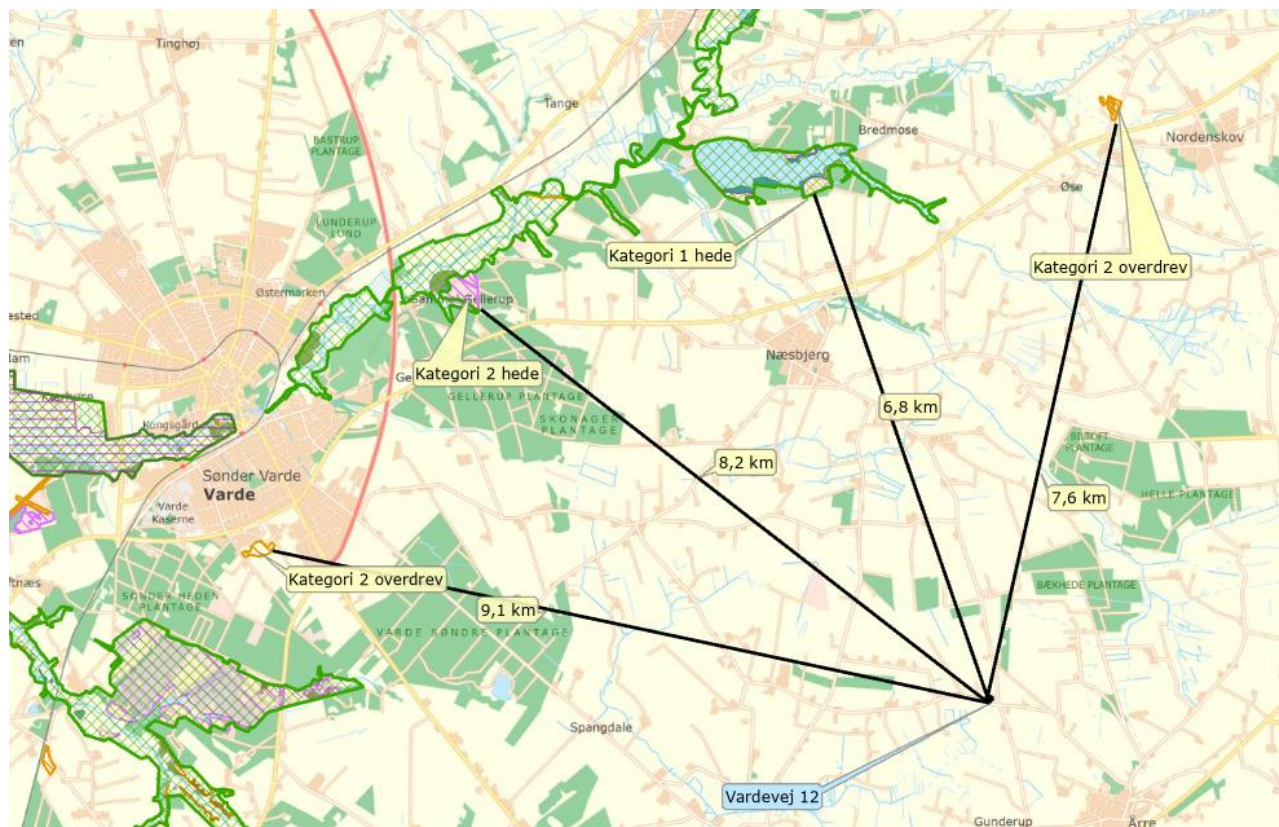 Tinghøj
Tange
BASTRUP
PLANTAGE
Bredmose
Nordenskov
Øse
LUNDERUP
LUND
Kategori 1 hede
Kategori 2 overdrev
Østermarken
Gellerup
Næsbjerg
Kategori 2 hede
GELLERUP PLANTAGE
SKONAGER
PLANTAGE
6,8 km
Kongsgård
PLANTAGE
8,2 km
Sønder Varde
Varde
7,6 km
HELLE PLANTAGE
Varde
Kaserne
Kategori 2 overdrev
BÆKHEDE PLANTAGE
SØNDER HEDEN
PLANTAGE
9,1 km
VARDE SØNDRE PLANTAGE
Spangdale
Vardevej 12
Gunderup
Årre